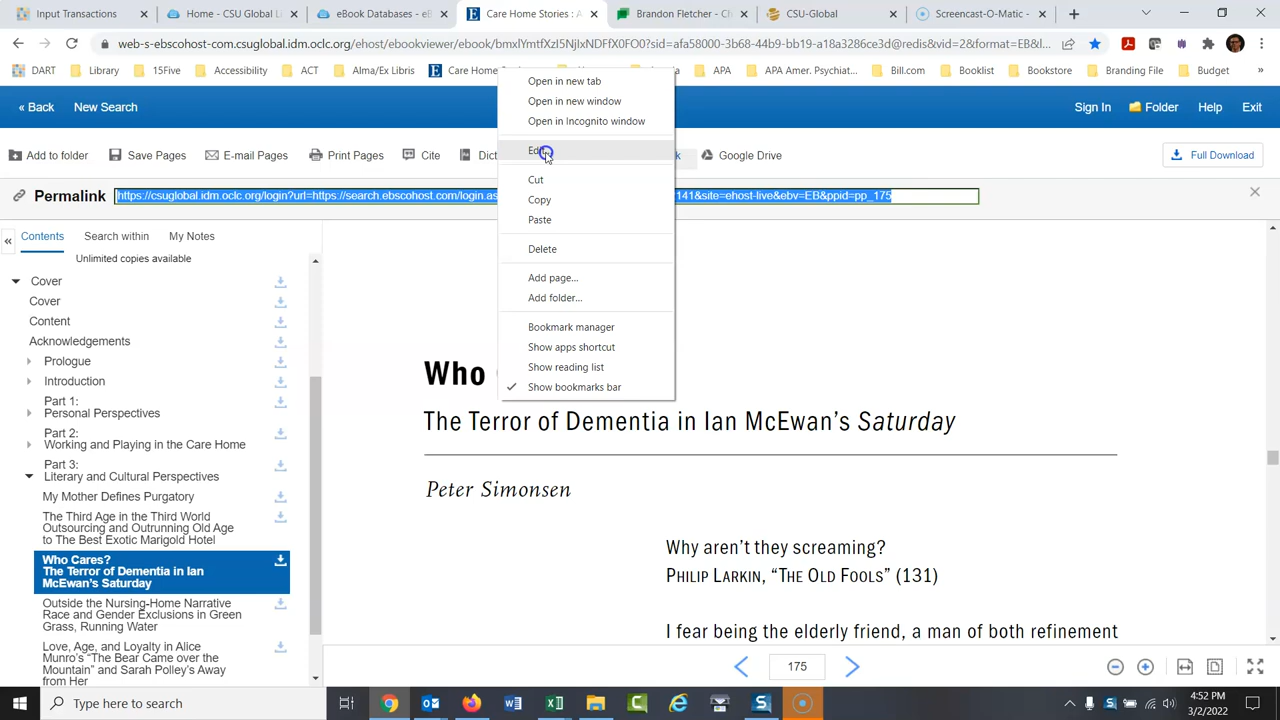 Input Transactions
Welcome to CSU Global L
eBook Databases - eB
Care Home Stories : A
Brandon Fletcher - Ch
CSU-Global
Screencast-O-Matic -
web-s-ebscohost-com.csuglobal.idm.oclc.org/ehost/ebookviewer/ebook/
DART
Library
15Five
Accessibility
ACT
Alma/Ex Libris
Care Home
APA
APA Amer. Psychiat...
Bill.com
Bookstore
Branding File
Budget
»
« Back
New Search
Sign In
Folder
Help
Exit
Add to folder
Save Pages
E-mail Pages
Print Pages
Cite
Dict
k
Google Drive
Full Download
Permalink
https://csuglobal.idm.oclc.org/login?url=https://search.ebscohost.com/login.as
141&site=ehost-live&ebv=EB&ppid=pp_175
Open in new tab
Open in new window
Open in Incognito window
Cut
Copy
Paste
Delete
Add page...
Add folder...
Bookmark manager
Show apps shortcut
Show reading list
Show bookmarks bar
«
Contents
Search within
My Notes
Unlimited copies available
Cover
Cover
Content
Acknowledgements
Prologue
Introduction
Part 1:
Personal Perspectives
Part 2:
Working and Playing in the Care Home
Part 3:
Literary and Cultural Perspectives
My Mother Defines Purgatory
The Third Age in the Third World
Outsourcing and Outrunning Old Age
to The Best Exotic Marigold Hotel
Who Cares?
The Terror of Dementia in Ian
McEwan's Saturday
Outside the Nursing-Home Narrative
Race and Gender Exclusions in Green
Grass, Running Water
Love, Age, and Loyalty in Alice
Munro's "The Bear Came over the
Mountain" and Sarah Polley's Away
from Her
Who
The Terror of Dementia in Ian McEwan's Saturday
Peter Simonsen
Why aren't they screaming?
PHILIP LARKIN, "THE OLD FOOLS" (131)
I fear being the elderly friend, a man of both refinement
175
Type here to search
4:52 PM
3/2/2022